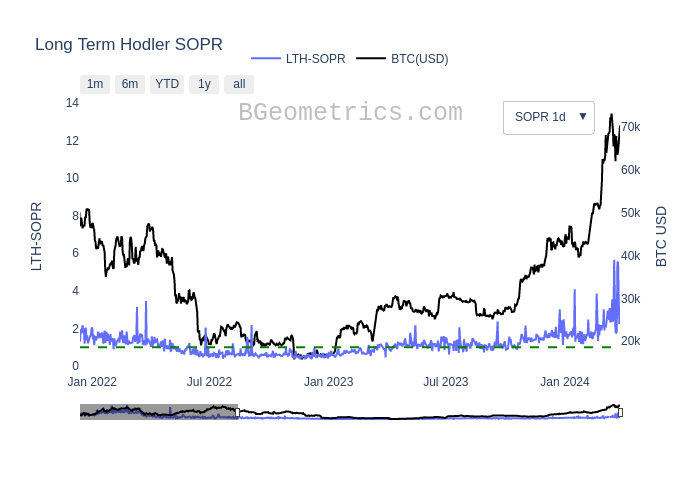 Long Term Hodler SOPR
LTH-SOPR
BTC(USD)
1m
6m
YTD
1y
all
BGeometrics.com
SOPR 1d ▼
14
12
10
8
6
4
2
0
LTH-SOPR
70k
60k
50k
40k
30k
20k
BTC USD
Jan 2022
Jul 2022
Jan 2023
Jul 2023
Jan 2024